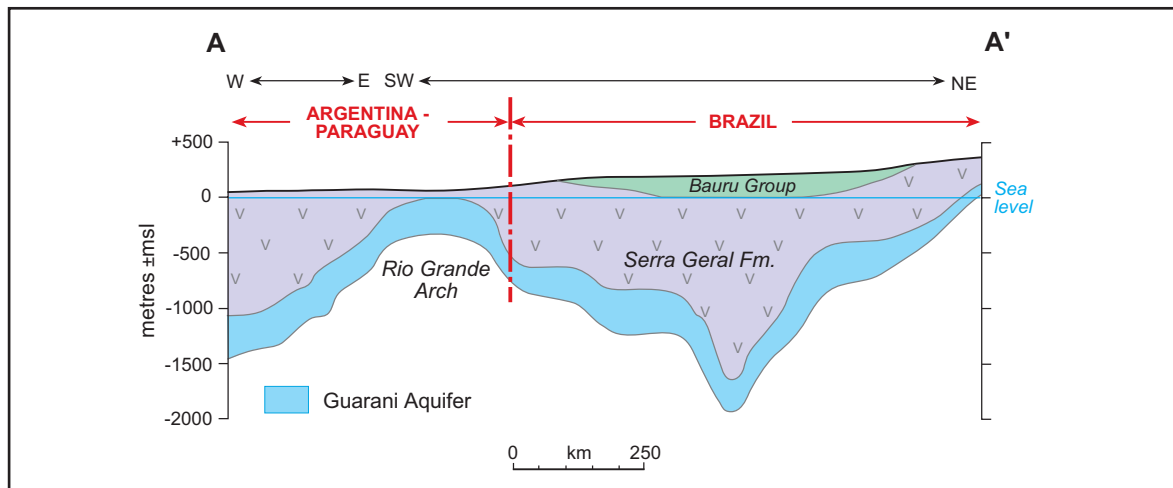 A
A'
W
E
SW
NE
ARGENTINA -
PARAGUAY
BRAZIL
+500
0
-500
-1000
-1500
-2000
metres ±msl
Bauru Group
Sea
level
V V V V V V V V V V V V V V V V V V V V V V V V
Serra Geral Fm.
Rio Grande
Arch
Guarani Aquifer
0 km 250